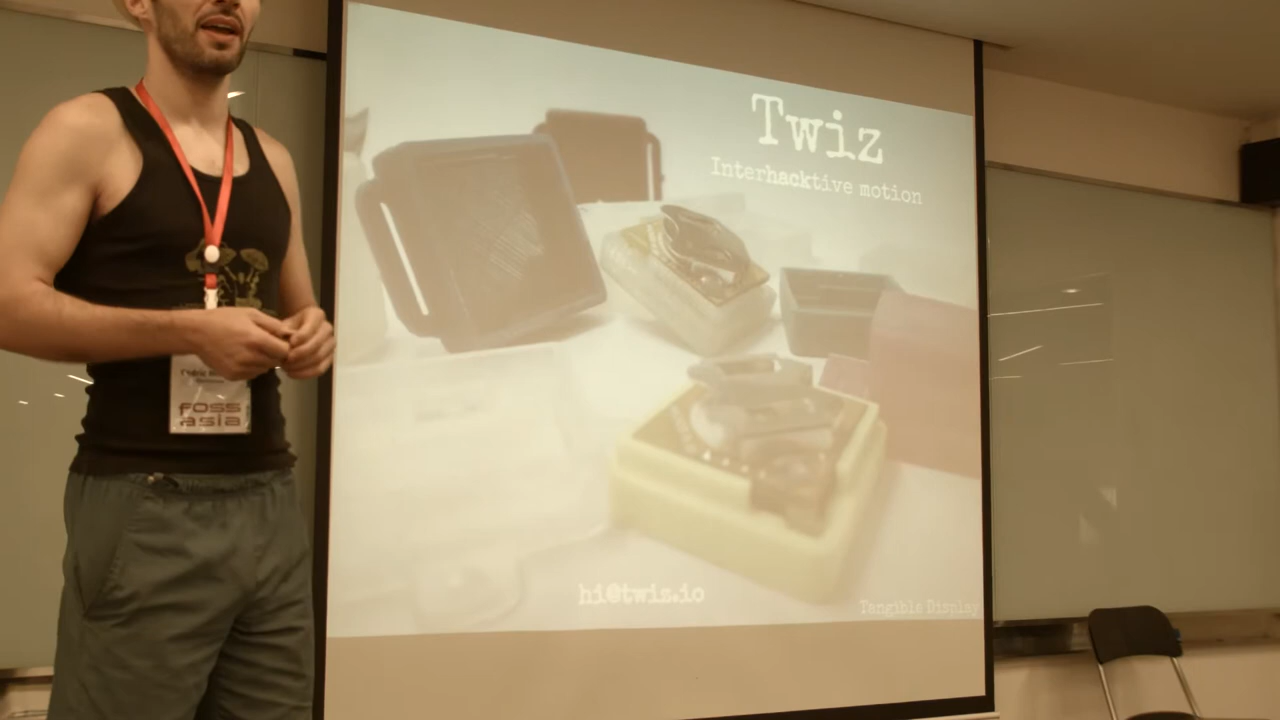 Twiz
Interhacktive motion
hi@twiz.io
Tangible Display
FOSS
asia